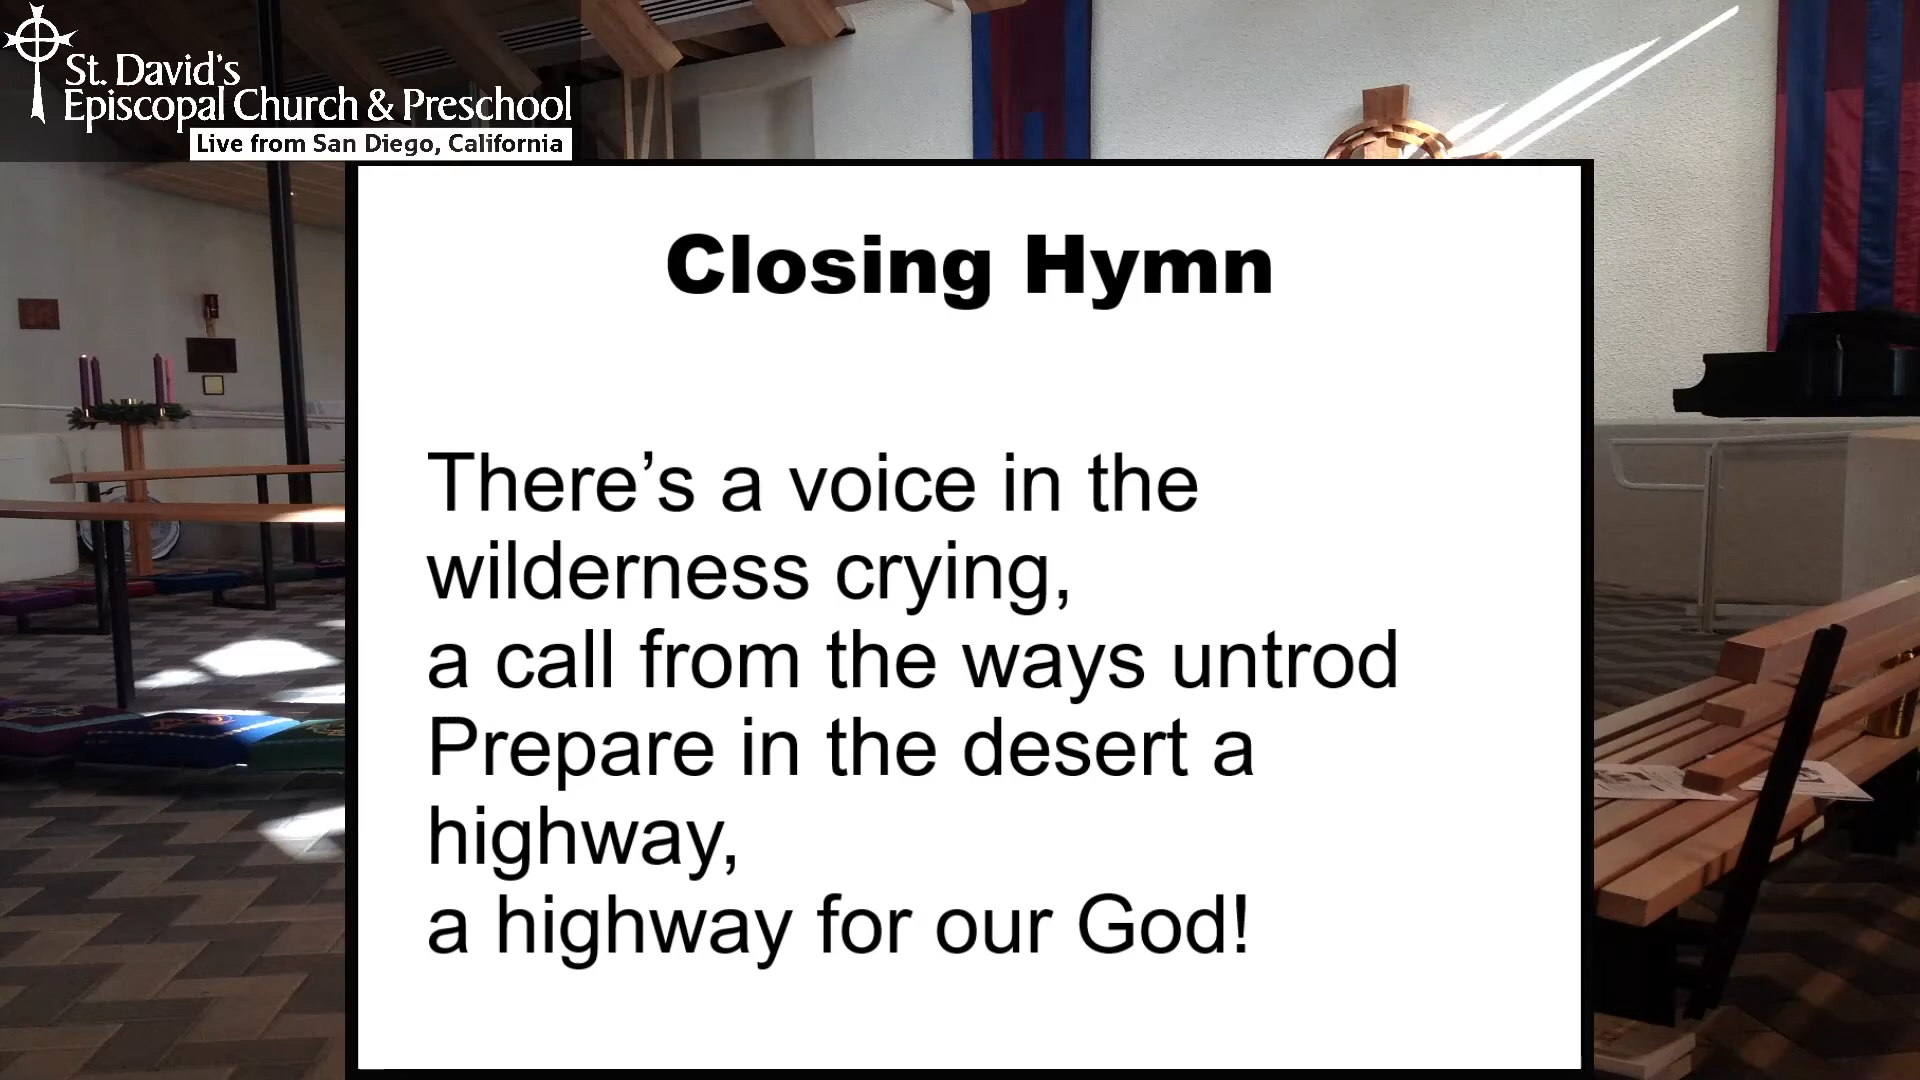 St. David's
Episcopal Church & Preschool
Live from San Diego, California
Closing Hymn
There’s a voice in the
wilderness crying,
a call from the ways untrod
Prepare in the desert a
highway,
a highway for our God!